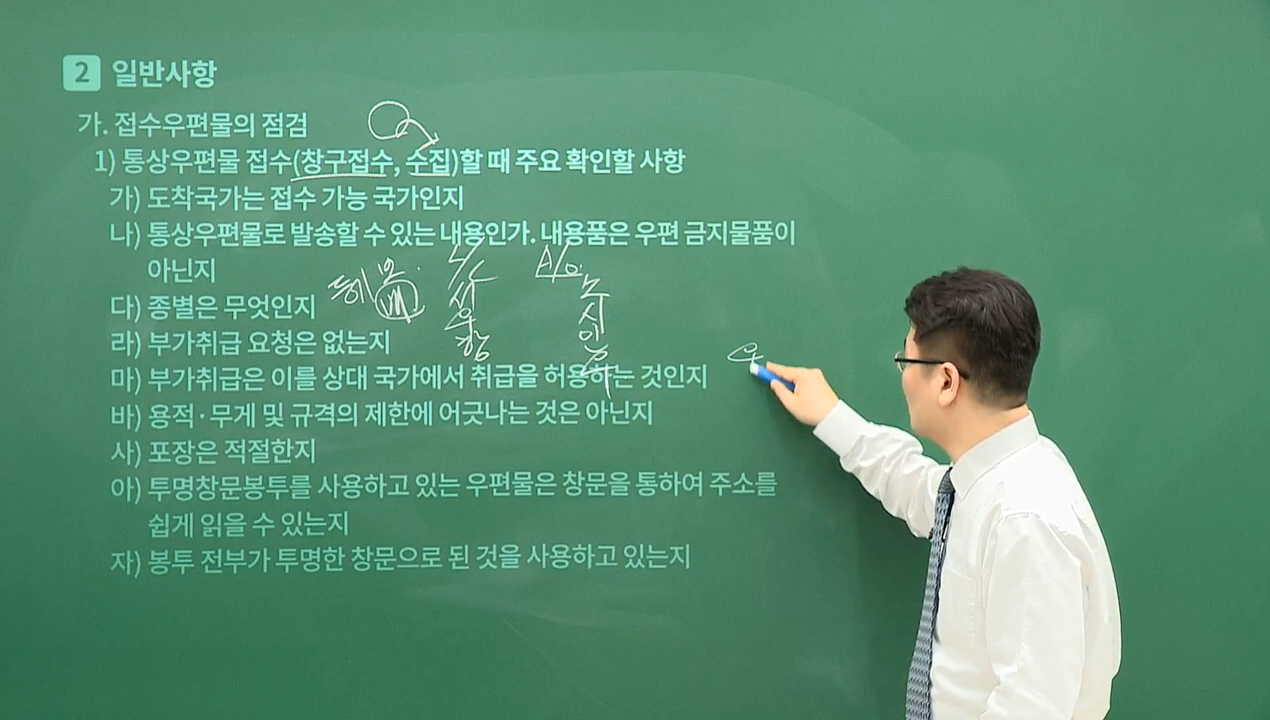 2 일반사항
가. 접수우편물의 점검
1) 통상우편물 접수(창구접수, 수집)할 때 주요 확인할 사항
가) 도착국가는 접수 가능 국가인지
나) 통상우편물로 발송할 수 있는 내용인가. 내용품은 우편 금지물품이
아닌지
다) 종별은 무엇인지
라) 부가취급 요청은 없는지
마) 부가취급은 이를 상대 국가에서 취급을 허용하는 것인지
바) 용적·무게 및 규격의 제한에 어긋나는 것은 아닌지
사) 포장은 적절한지
아) 투명창문봉투를 사용하고 있는 우편물은 창문을 통하여 주소를
쉽게 읽을 수 있는지
자) 봉투 전부가 투명한 창문으로 된 것을 사용하고 있는지